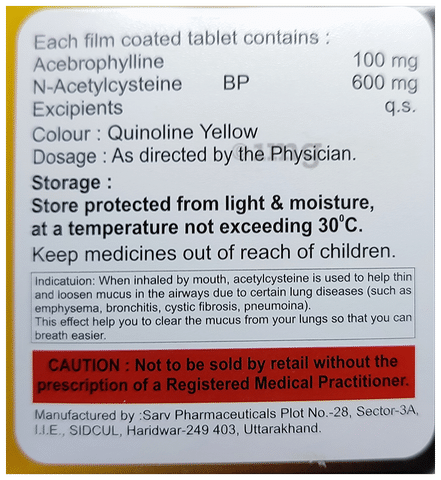 Each film coated tablet contains :
Acebrophylline 100 mg
N-Acetylcysteine BP 600 mg
Excipients q.s.
Colour : Quinoline Yellow
Dosage : As directed by the Physician.
Storage :
Store protected from light & moisture,
at a temperature not exceeding 30⁰C.
Keep medicines out of reach of children.
Indicatuion: When inhaled by mouth, acetylcysteine is used to help thin
and loosen mucus in the airways due to certain lung diseases (such as
emphysema, bronchitis, cystic fibrosis, pneumoina).
This effect help you to clear the mucus from your lungs so that you can
breath easier.
CAUTION : Not to be sold by retail without the
prescription of a Registered Medical Practitioner.
Manufactured by :Sarv Pharmaceuticals Plot No.-28, Sector-3A,
I.I.E., SIDCUL, Haridwar-249 403, Uttarakhand.